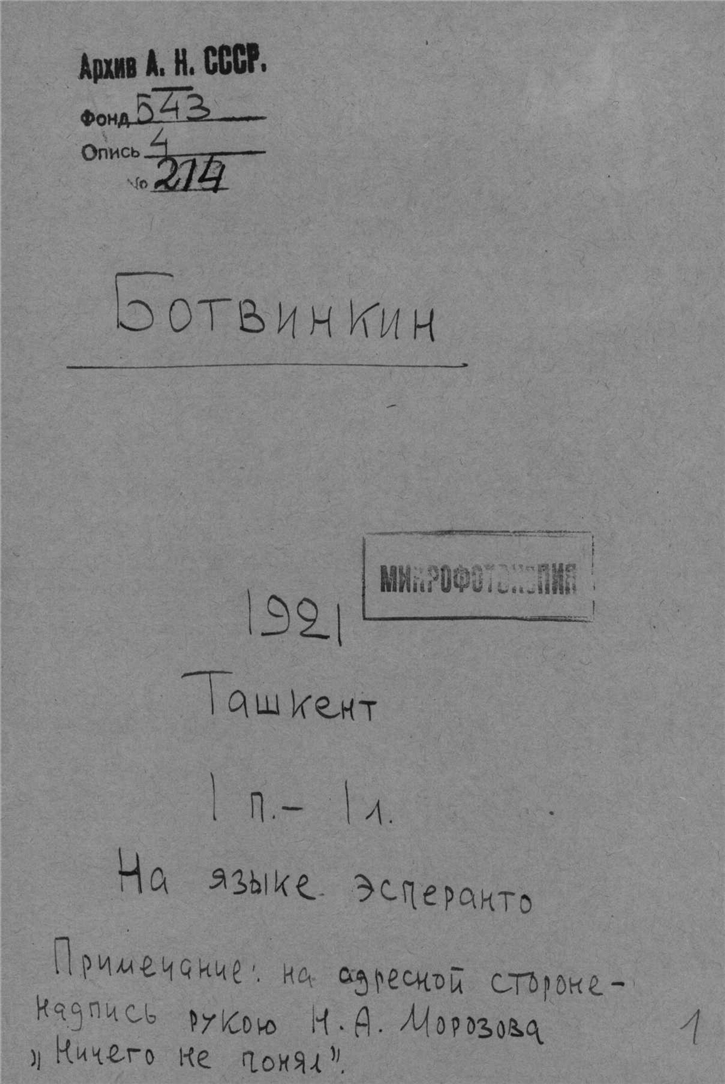 Архив А. Н. СССР.
Фонд 543
Опись 4
№ 214
Ботвинкин
МИКРОФОТОКОПИЯ
1921
Ташкент
1 п.- 1 л.
На языке эсперанто
Примечание: на адресной стороне-
надпись рукою Н. А. Морозова
„Ничего не понял".
1